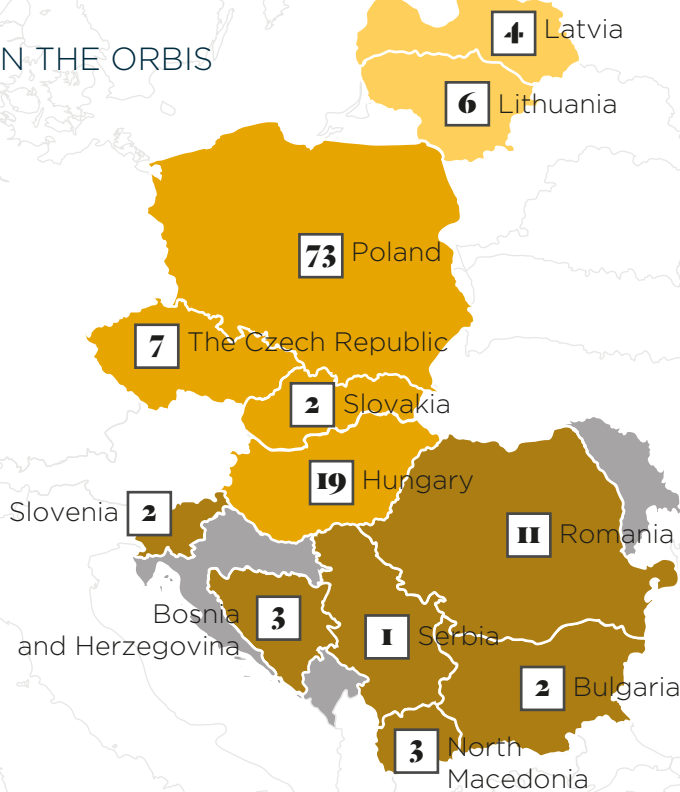 N THE ORBIS
4 Latvia
6 Lithuania
73 Poland
7 The Czech Republic
2 Slovakia
19 Hungary
Slovenia 2
11 Romania
Bosnia
and Herzegovina
3
1 Serbia
2 Bulgaria
3 North
Macedonia